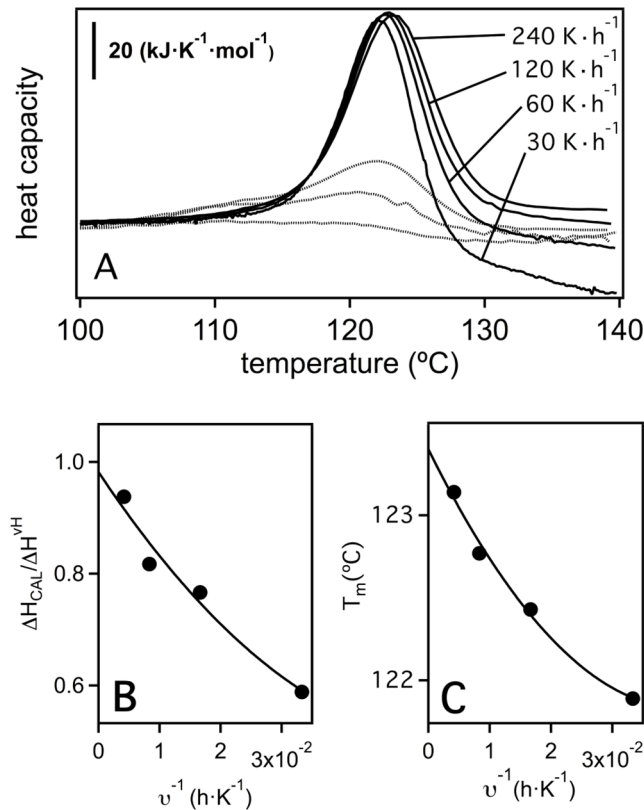 20 (kJ·K⁻¹·mol⁻¹)
240 K·h⁻¹
120 K·h⁻¹
60 K·h⁻¹
30 K·h⁻¹
heat capacity
A
100 110 120 130 140
temperature (ºC)
1.0
0.8
0.6
ΔH_CAL/ΔH^vH
B
0 1 2 3x10⁻²
υ⁻¹ (h·K⁻¹)
123
122
T_m(ºC)
C
0 1 2 3x10⁻²
υ⁻¹ (h·K⁻¹)